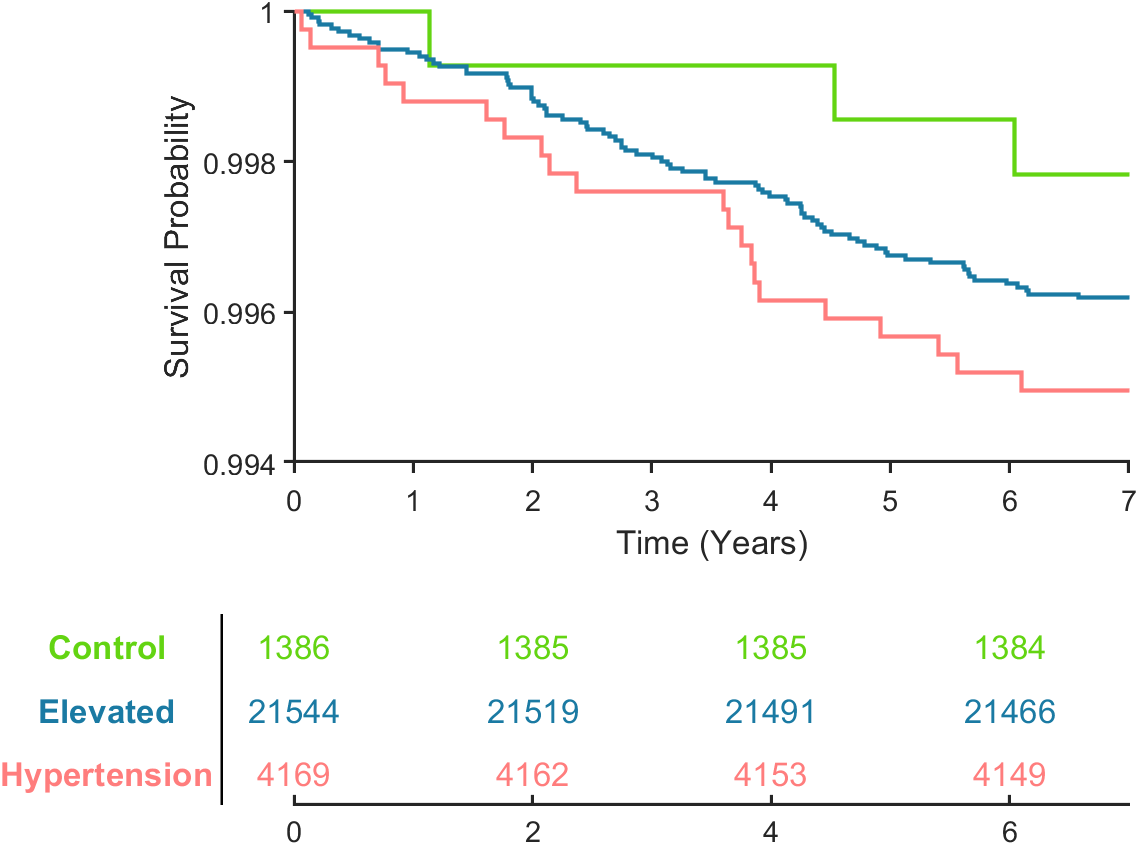 1
0.998
0.996
0.994
Survival Probability
0 1 2 3 4 5 6 7
Time (Years)
Control 1386 1385 1385 1384
Elevated 21544 21519 21491 21466
Hypertension 4169 4162 4153 4149
0 2 4 6